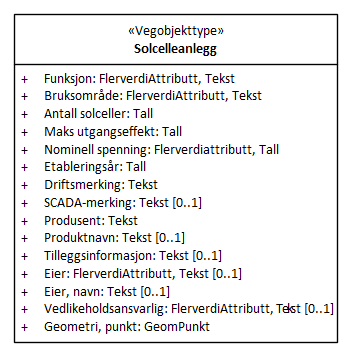 «Vegobjekttype»
Solcelleanlegg
+ Funksjon: FlerverdiAttributt, Tekst
+ Bruksområde: FlerverdiAttributt, Tekst
+ Antall solceller: Tall
+ Maks utgangseffekt: Tall
+ Nominell spenning: Flerverdiattributt, Tall
+ Etableringsår: Tall
+ Driftsmerking: Tekst
+ SCADA-merking: Tekst [0..1]
+ Produsent: Tekst
+ Produktnavn: Tekst [0..1]
+ Tilleggsinformasjon: Tekst [0..1]
+ Eier: FlerverdiAttributt, Tekst [0..1]
+ Eier, navn: Tekst [0..1]
+ Vedlikeholdsansvarlig: FlerverdiAttributt, Tekst [0..1]
+ Geometri, punkt: GeomPunkt